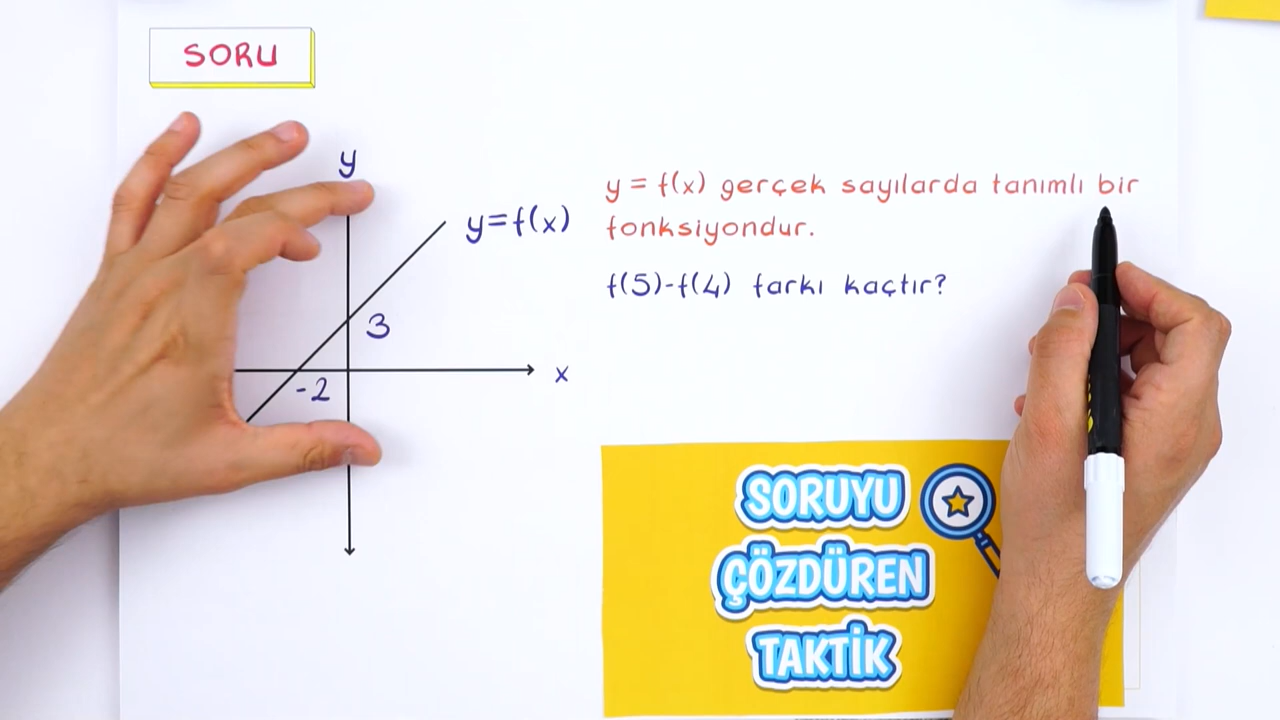 SORU
y
y=f(x)
3
-2
x
y = f(x) gerçek sayılarda tanımlı bir
fonksiyondur.
f(5)-f(4) farkı kaçtır?
SORUYU
ÇÖZDÜREN
TAKTİK